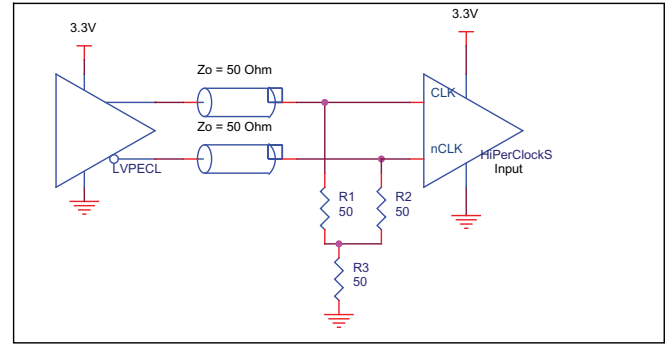 3.3V
3.3V
Zo = 50 Ohm
CLK
Zo = 50 Ohm
nCLK
LVPECL
HiPerClockS
Input
R1
50
R2
50
R3
50